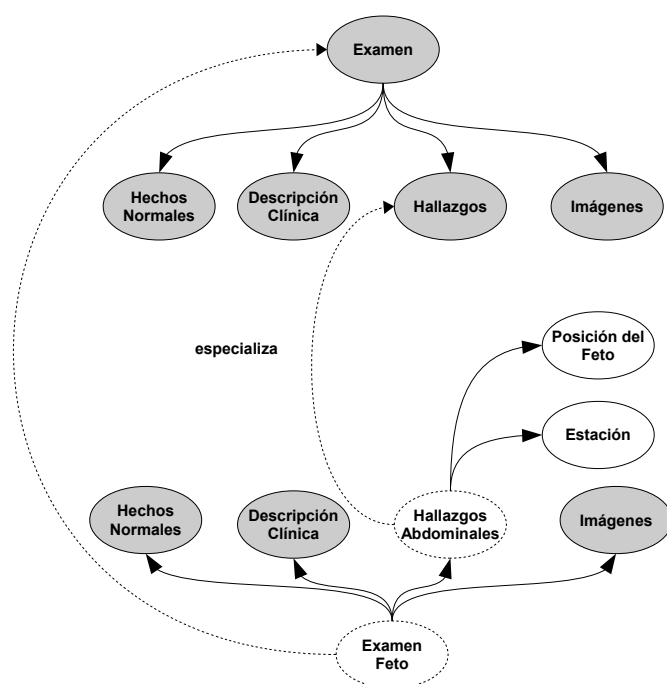 Examen
Hechos
Normales
Descripción
Clínica
Hallazgos
Imágenes
especializa
Posición del
Feto
Estación
Hechos
Normales
Descripción
Clínica
Hallazgos
Abdominales
Imágenes
Examen
Feto